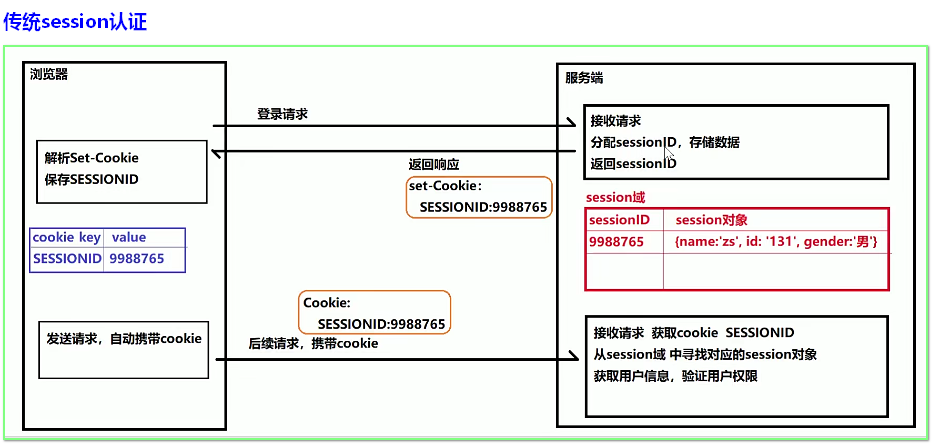 传统session认证
浏览器
服务端
登录请求
接收请求
分配sessionID，存储数据
返回sessionID
解析Set-Cookie
保存SESSIONID
返回响应
set-Cookie：
SESSIONID:9988765
session域
sessionID session对象
9988765 {name:'zs', id: '131', gender:'男'}
cookie key value
SESSIONID 9988765
Cookie:
SESSIONID:9988765
发送请求，自动携带cookie
后续请求，携带cookie
接收请求 获取cookie SESSIONID
从session域 中寻找对应的session对象
获取用户信息，验证用户权限